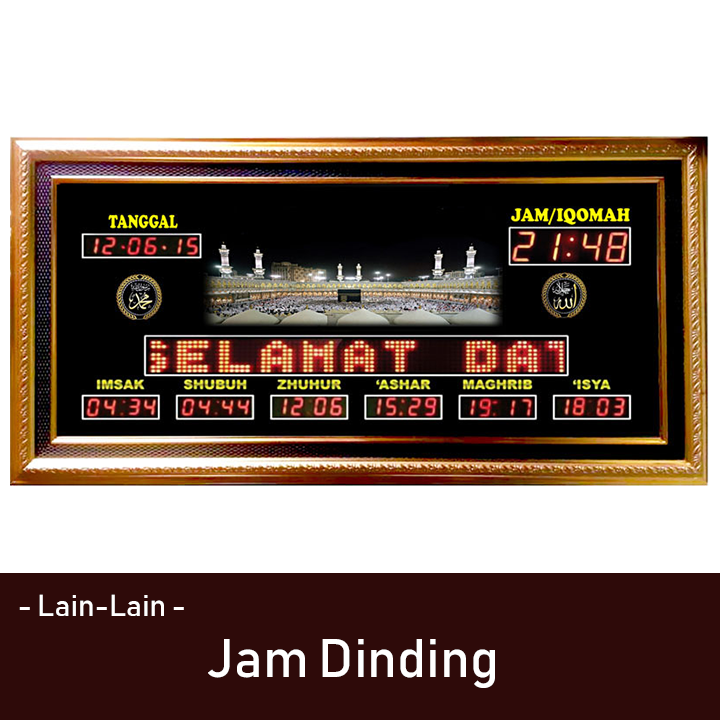 TANGGAL
12-06-15
JAM/IQOMAH
21:48
محمد
الله
SELAMAT DAT
IMSAK SHUBUH ZHUHUR 'ASHAR MAGHRIB 'ISYA
04:34 04:44 12:06 15:29 19:17 18:03
- Lain-Lain -
Jam Dinding